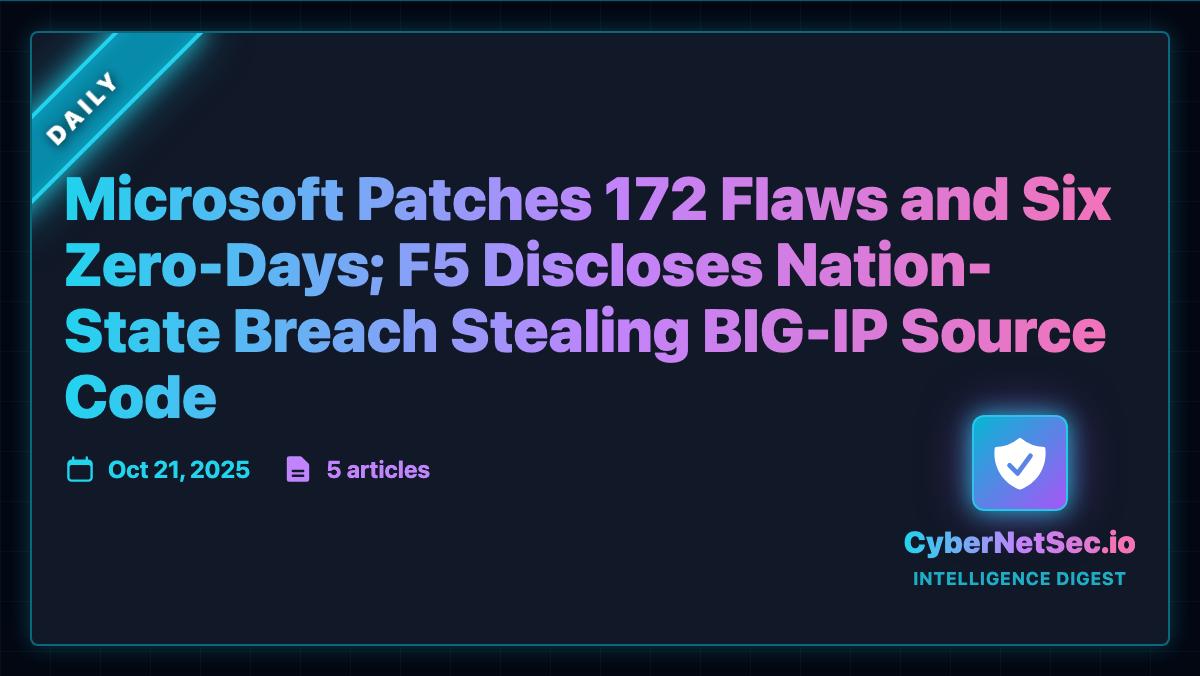 DAILY
Microsoft Patches 172 Flaws and Six
Zero-Days; F5 Discloses Nation-
State Breach Stealing BIG-IP Source
Code
Oct 21, 2025
5 articles
CyberNetSec.io
INTELLIGENCE DIGEST